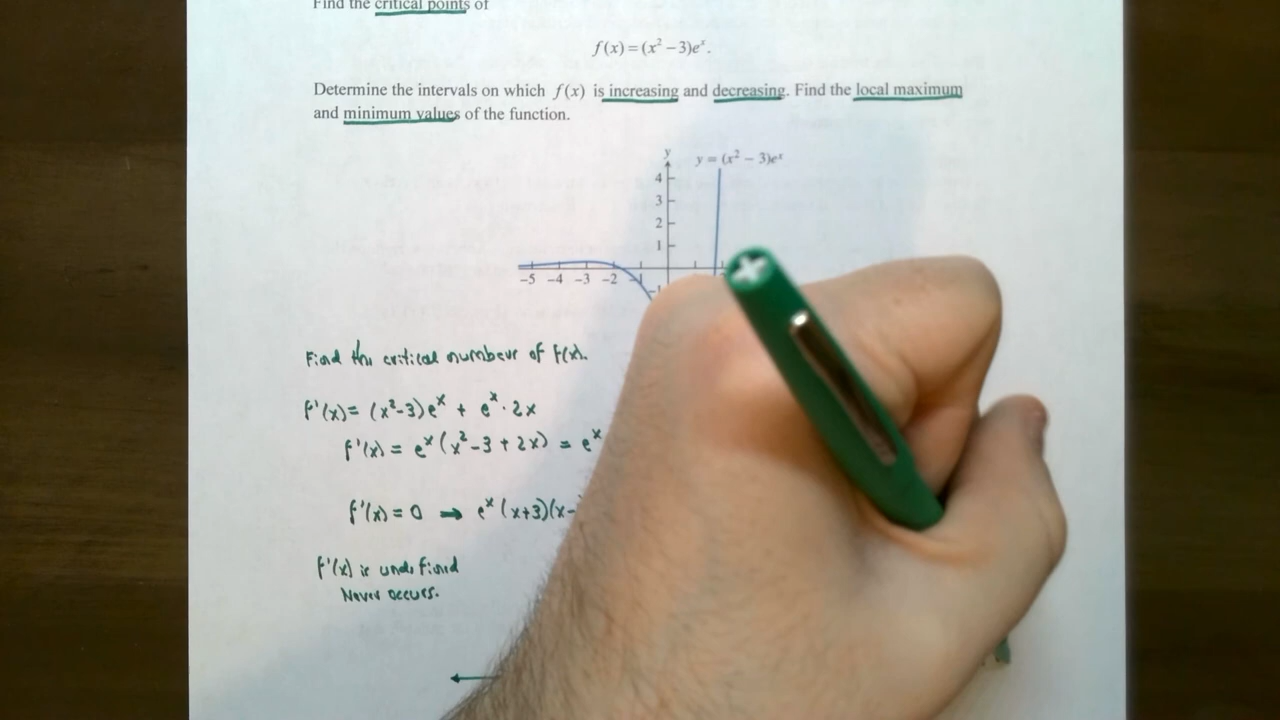 Find the critical points of
f(x) = (x² − 3)eˣ.
Determine the intervals on which f(x) is increasing and decreasing. Find the local maximum
and minimum values of the function.
y
y = (x² − 3)eˣ
4
3
2
1
−5 −4 −3 −2 −1
Find the critical numbers of f(x).
f'(x) = (x²-3)eˣ + eˣ · 2x
f'(x) = eˣ(x²-3+2x) = eˣ
f'(x) = 0 → eˣ(x+3)(x-
f'(x) is undefined
Never occurs.